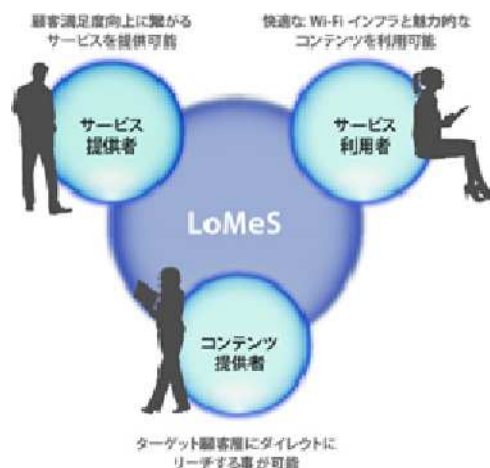 顧客満足度向上に繋がる
サービスを提供可能
快適な Wi-Fi インフラと魅力的な
コンテンツを利用可能
サービス
提供者
サービス
利用者
LoMeS
コンテンツ
提供者
ターゲット顧客層にダイレクトに
リーチする事が可能